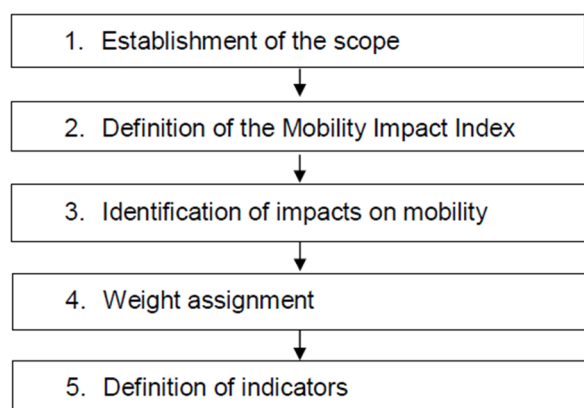 1. Establishment of the scope
2. Definition of the Mobility Impact Index
3. Identification of impacts on mobility
4. Weight assignment
5. Definition of indicators